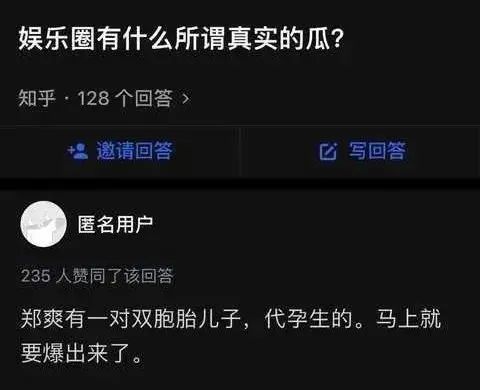 娱乐圈有什么所谓真实的瓜？
知乎 · 128 个回答 >
邀请回答
写回答
匿名用户
235 人赞同了该回答
郑爽有一对双胞胎儿子，代孕生的。马上就
要爆出来了。